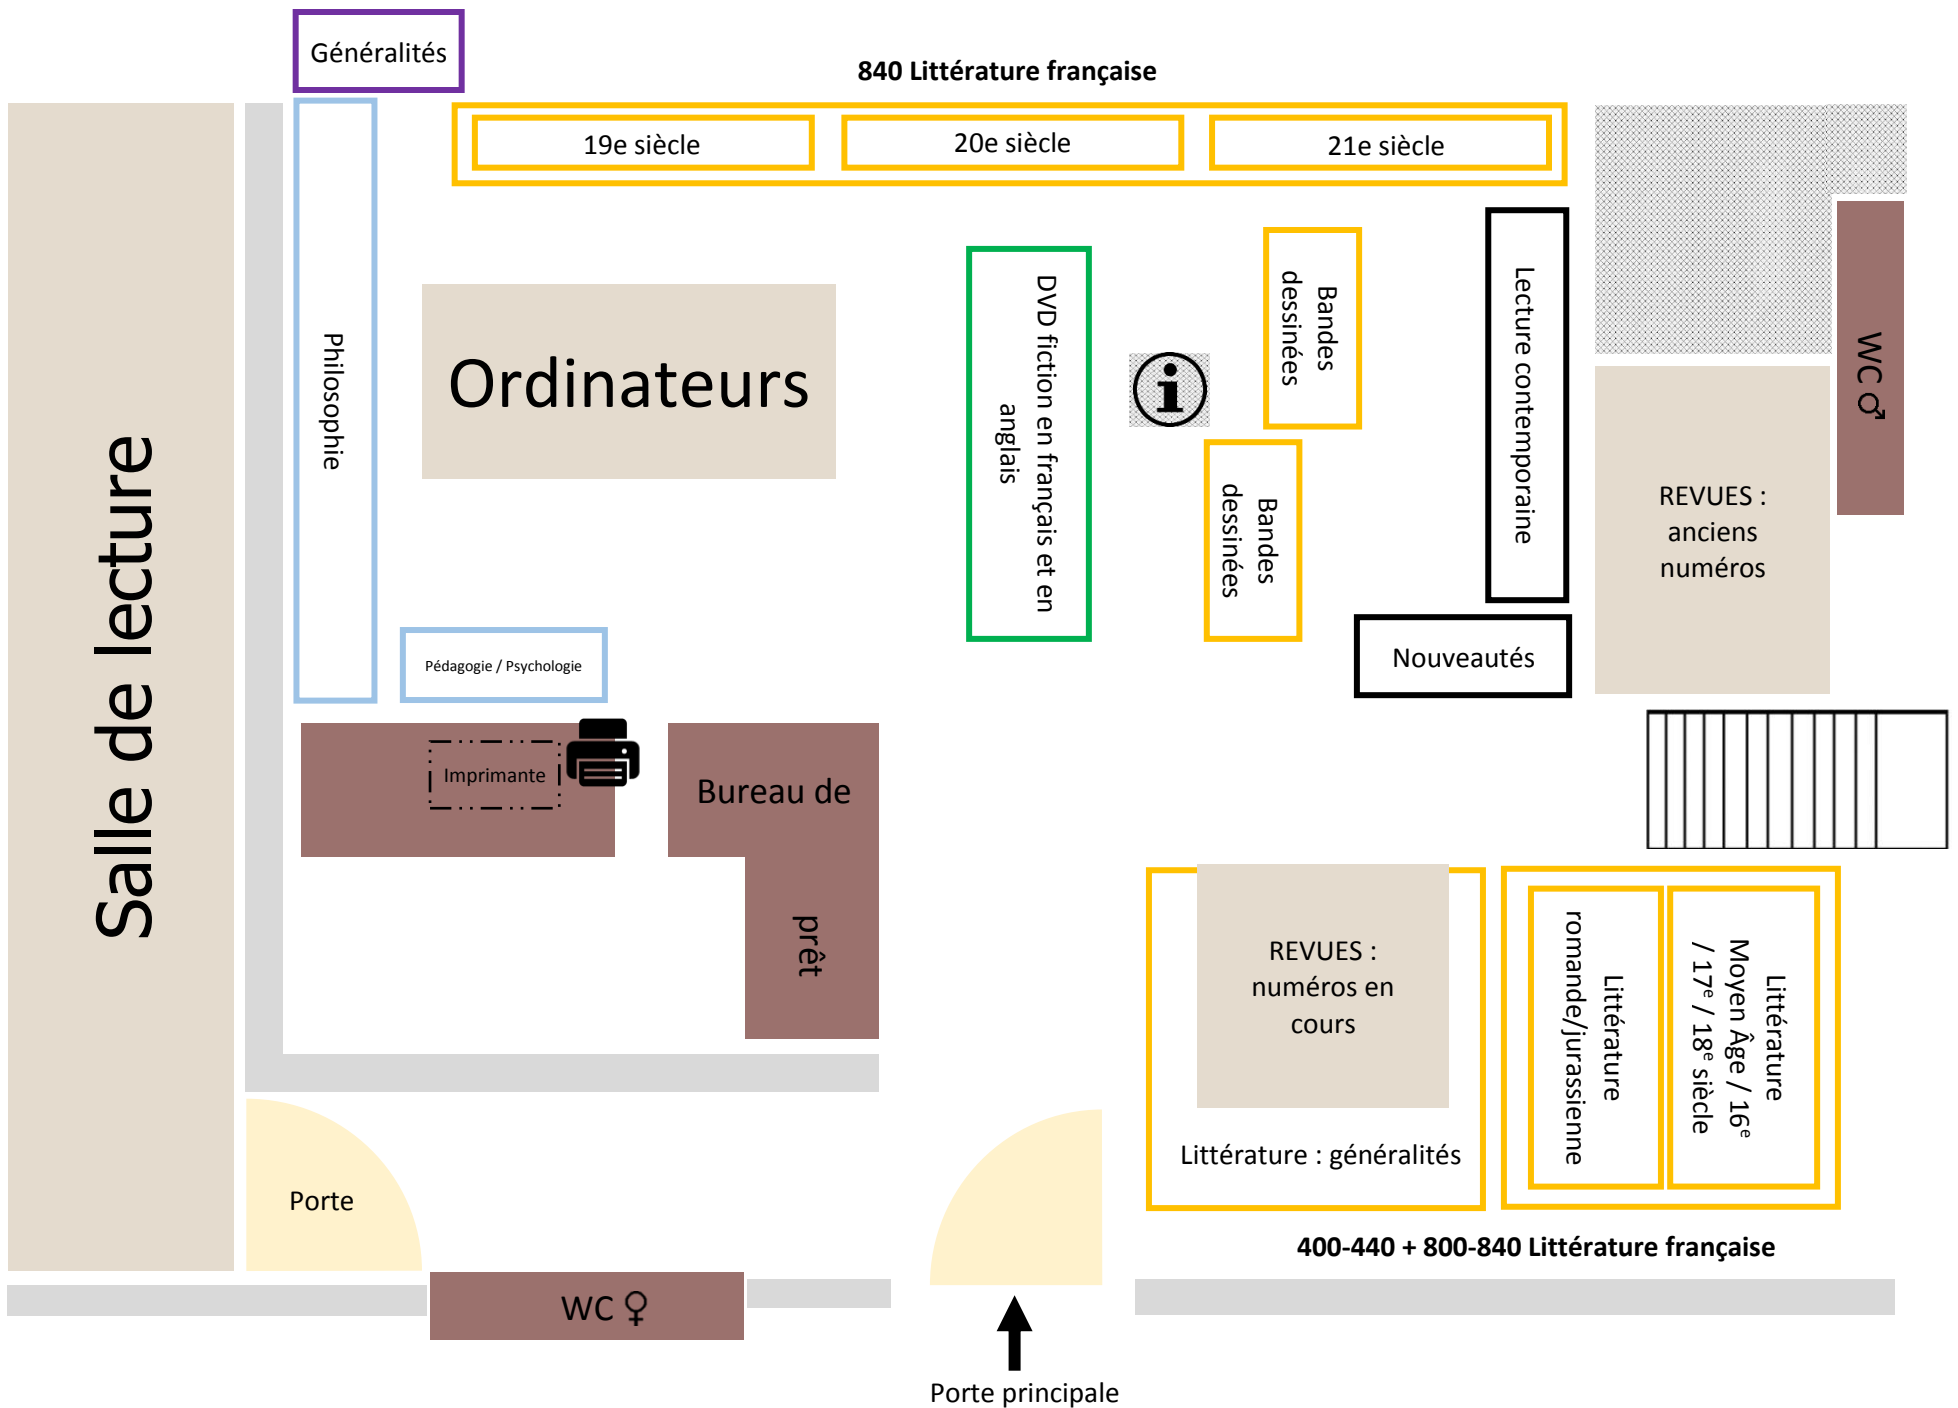 Généralités
840 Littérature française
19e siècle
20e siècle
21e siècle
Salle de lecture
Philosophie
Ordinateurs
DVD fiction en français et en
anglais
Bandes
dessinées
Bandes
dessinées
Lecture contemporaine
WC ♂
REVUES :
anciens
numéros
Nouveautés
Pédagogie / Psychologie
Imprimante
Bureau de
prêt
REVUES :
numéros en
cours
Littérature : généralités
Littérature
romande/jurassienne
Littérature
Moyen Âge / 16e
/ 17e / 18e siècle
400-440 + 800-840 Littérature française
Porte
WC ♀
Porte principale